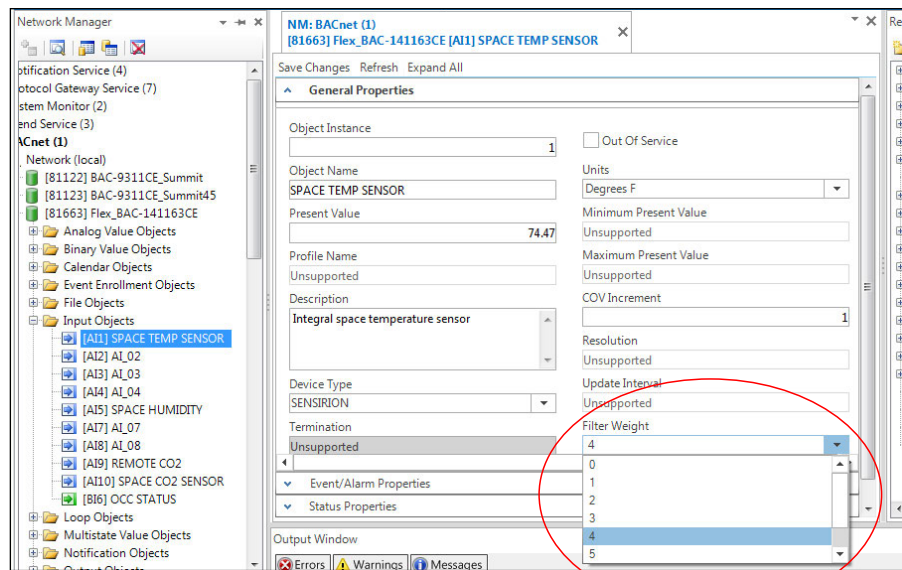 Network Manager
otification Service (4)
otocol Gateway Service (7)
stem Monitor (2)
end Service (3)
ACnet (1)
Network (local)
[81122] BAC-9311CE_Summit
[81123] BAC-9311CE_Summit45
[81663] Flex_BAC-141163CE
Analog Value Objects
Binary Value Objects
Calendar Objects
Event Enrollment Objects
File Objects
Input Objects
[AI1] SPACE TEMP SENSOR
[AI2] AI_02
[AI3] AI_03
[AI4] AI_04
[AI5] SPACE HUMIDITY
[AI7] AI_07
[AI8] AI_08
[AI9] REMOTE CO2
[AI10] SPACE CO2 SENSOR
[BI6] OCC STATUS
Loop Objects
Multistate Value Objects
Notification Objects
Output Objects
NM: BACnet (1)
[81663] Flex_BAC-141163CE [AI1] SPACE TEMP SENSOR
Save Changes Refresh Expand All
General Properties
Object Instance
1
Object Name
SPACE TEMP SENSOR
Present Value
74.47
Profile Name
Unsupported
Description
Integral space temperature sensor
Device Type
SENSIRION
Termination
Unsupported
Out Of Service
Units
Degrees F
Minimum Present Value
Unsupported
Maximum Present Value
Unsupported
COV Increment
1
Resolution
Unsupported
Update Interval
Unsupported
Filter Weight
4
0
1
2
3
4
5
Event/Alarm Properties
Status Properties
Output Window
Errors Warnings Messages
Re